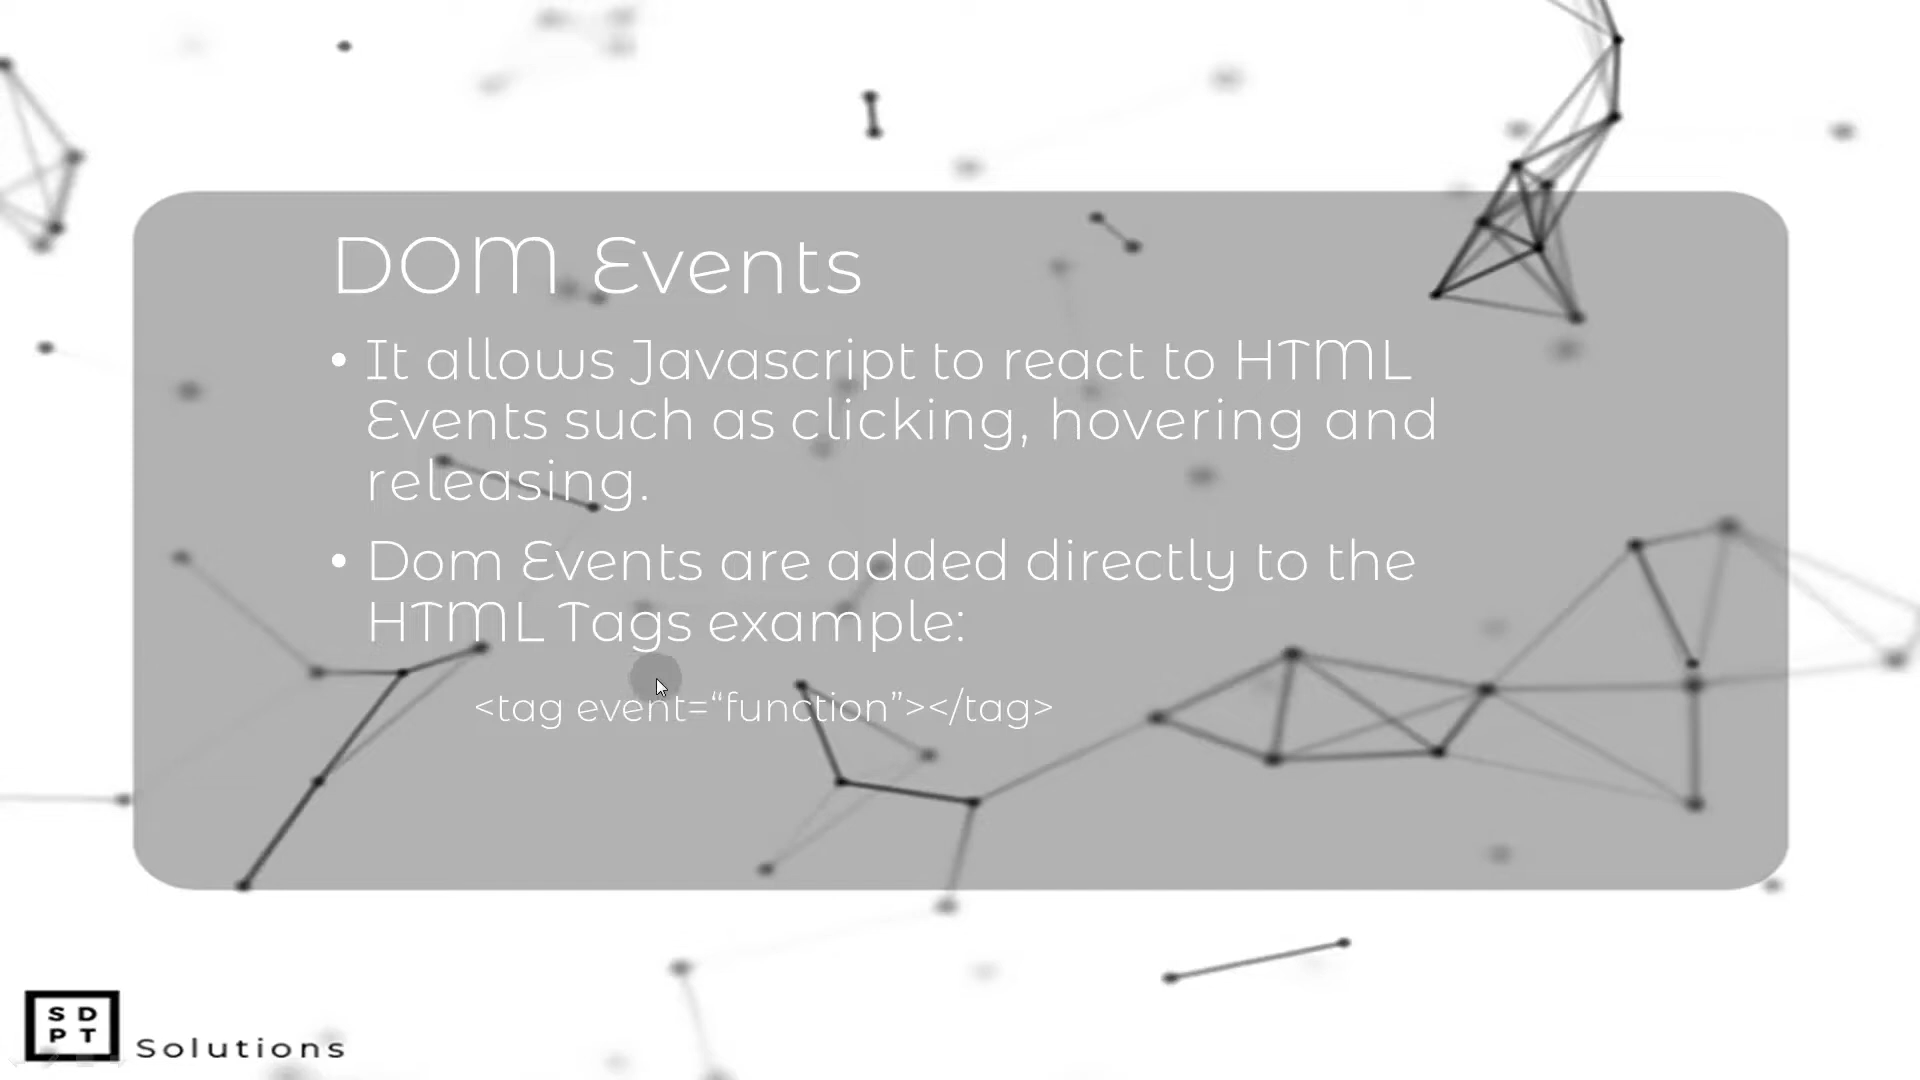 DOM Events
• It allows Javascript to react to HTML
Events such as clicking, hovering and
releasing.
• Dom Events are added directly to the
HTML Tags example:
<tag event=“function”></tag>
S D
P T
Solutions